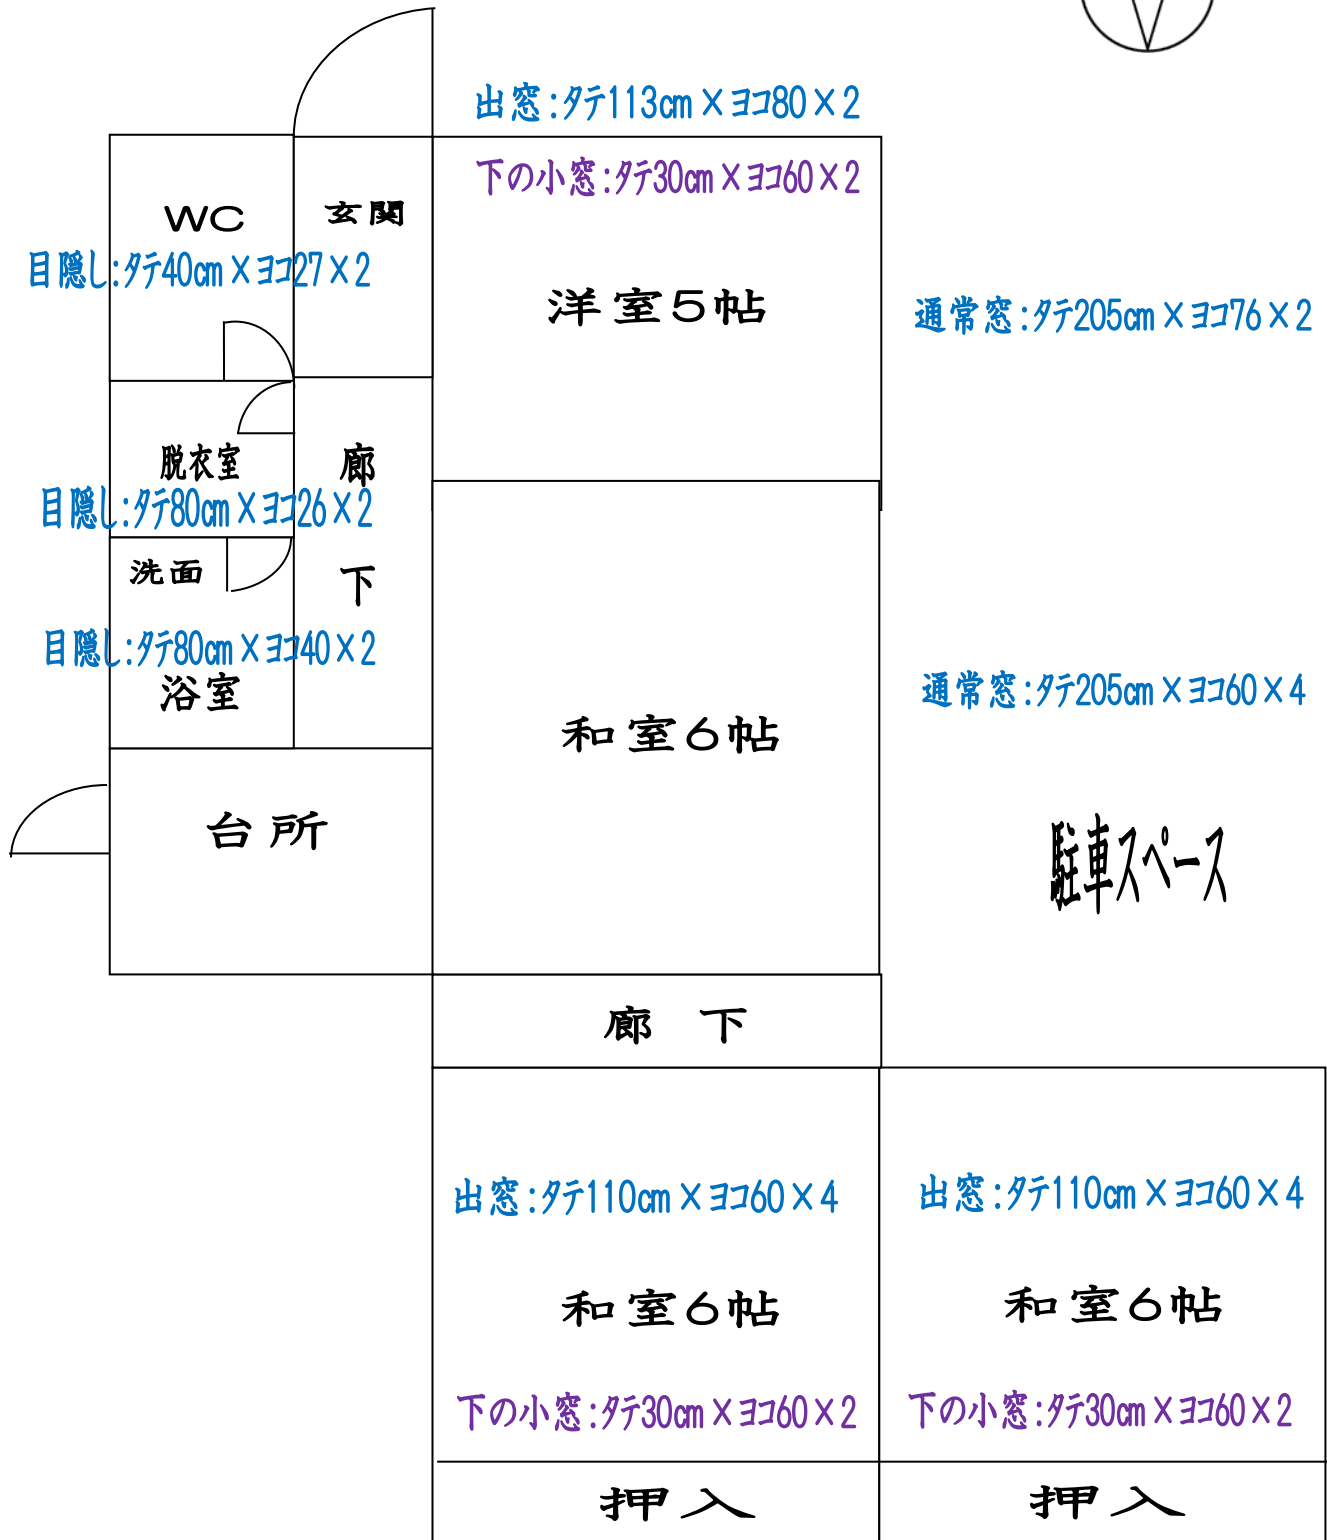 出窓:ﾀﾃ113cm×ﾖｺ80×2
下の小窓:ﾀﾃ30cm×ﾖｺ60×2
WC
玄関
目隠し:ﾀﾃ40cm×ﾖｺ27×2
洋室5帖
通常窓:ﾀﾃ205cm×ﾖｺ76×2
脱衣室
廊
下
目隠し:ﾀﾃ80cm×ﾖｺ26×2
洗面
目隠し:ﾀﾃ80cm×ﾖｺ40×2
浴室
通常窓:ﾀﾃ205cm×ﾖｺ60×4
和室6帖
台所
駐車スペース
廊 下
出窓:ﾀﾃ110cm×ﾖｺ60×4
出窓:ﾀﾃ110cm×ﾖｺ60×4
和室6帖
和室6帖
下の小窓:ﾀﾃ30cm×ﾖｺ60×2
下の小窓:ﾀﾃ30cm×ﾖｺ60×2
押入
押入